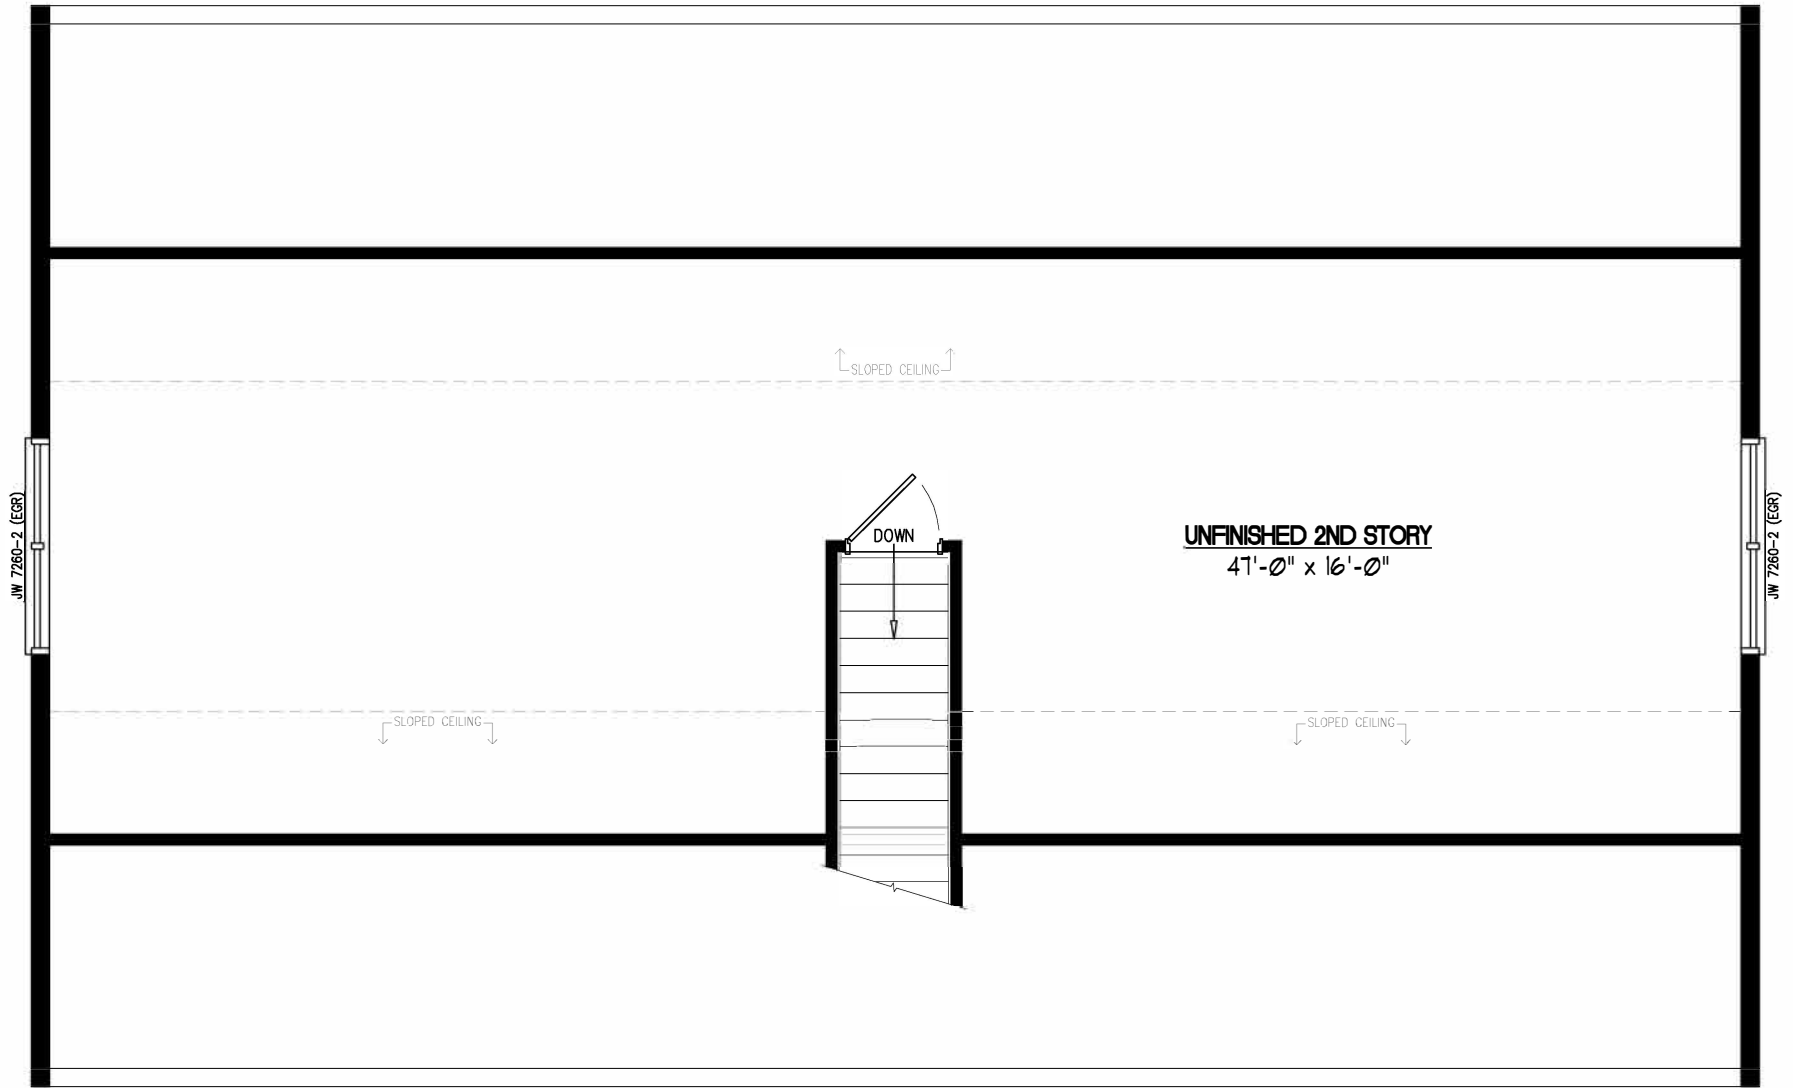 SLOPED CEILING
JW 7260-2 (EGR)
DOWN
UNFINISHED 2ND STORY
47'-0" x 16'-0"
JW 7260-2 (EGR)
SLOPED CEILING
SLOPED CEILING